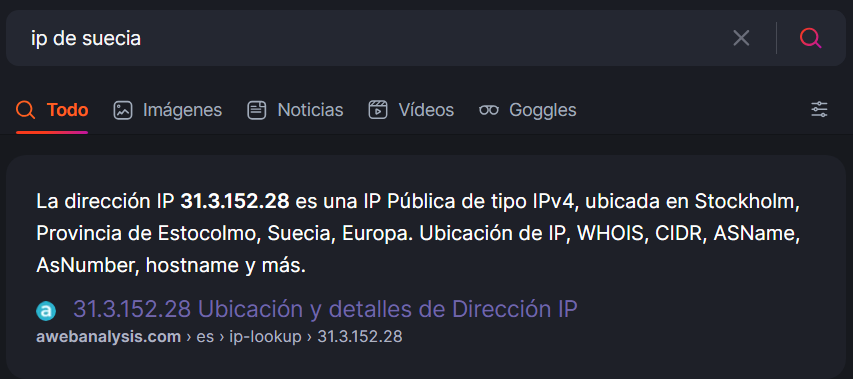 ip de suecia
Todo
Imágenes
Noticias
Vídeos
Goggles
La dirección IP 31.3.152.28 es una IP Pública de tipo IPv4, ubicada en Stockholm,
Provincia de Estocolmo, Suecia, Europa. Ubicación de IP, WHOIS, CIDR, ASName,
AsNumber, hostname y más.
a
31.3.152.28 Ubicación y detalles de Dirección IP
awebanalysis.com › es › ip-lookup › 31.3.152.28